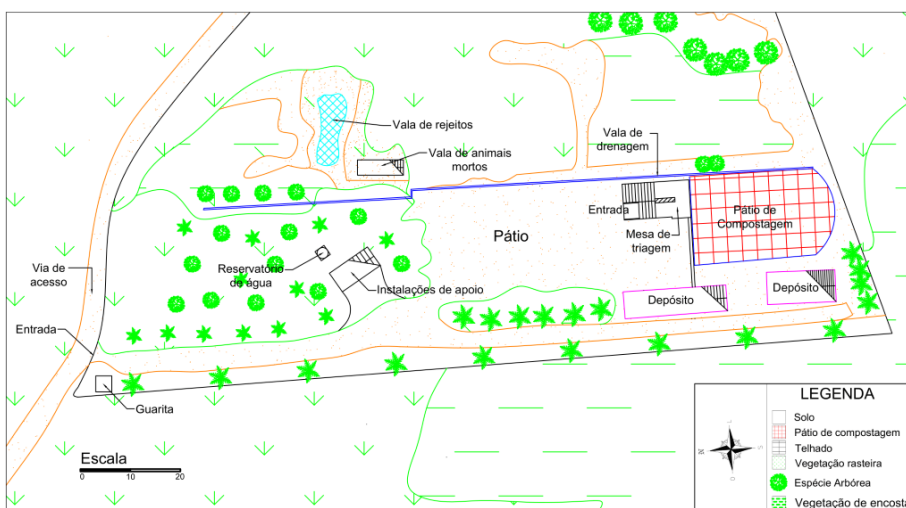 Vala de rejeitos
Vala de animais
mortos
Vala de
drenagem
Entrada
Mesa de
triagem
Pátio de
Compostagem
Pátio
Reservatório
de água
Instalações de apoio
Depósito
Depósito
Via de
acesso
Entrada
Guarita
Escala
0 10 20
LEGENDA
Solo
Pátio de compostagem
Telhado
Vegetação rasteira
Espécie Arbórea
Vegetação de encosta